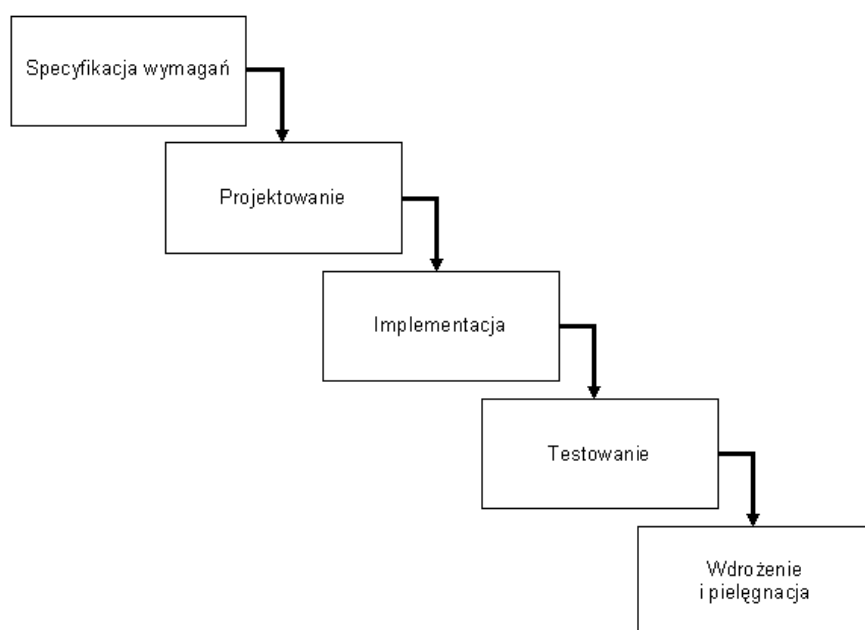 Specyfikacja wymagań
Projektowanie
Implementacja
Testowanie
Wdrożenie
i pielęgnacja